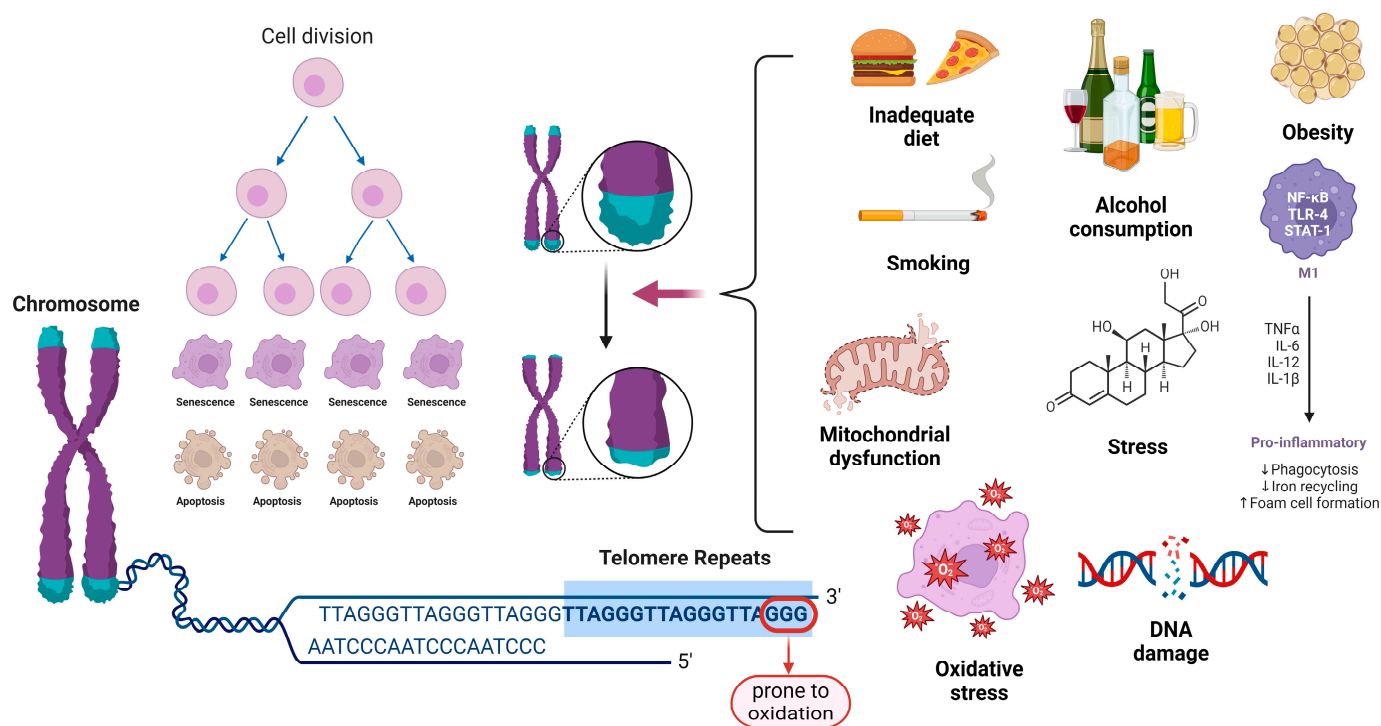 Cell division
Chromosome
Senescence
Senescence
Senescence
Senescence
Apoptosis
Apoptosis
Apoptosis
Apoptosis
Telomere Repeats
3'
TTAGGGTTAGGGTTAGGGTTAGGGTTAGGGTTAGGG
AATCCCAATCCCAATCCC
5'
prone to
oxidation
Inadequate
diet
Alcohol
consumption
Obesity
Smoking
NF-κB
TLR-4
STAT-1
M1
TNFα
IL-6
IL-12
IL-1β
Pro-inflammatory
↓Phagocytosis
↓Iron recycling
↑Foam cell formation
Mitochondrial
dysfunction
OH
O
HO
OH
H
H
H
O
Stress
O₂
O₂
O₂
O₂
O₂
O₂
O₂
Oxidative
stress
DNA
damage